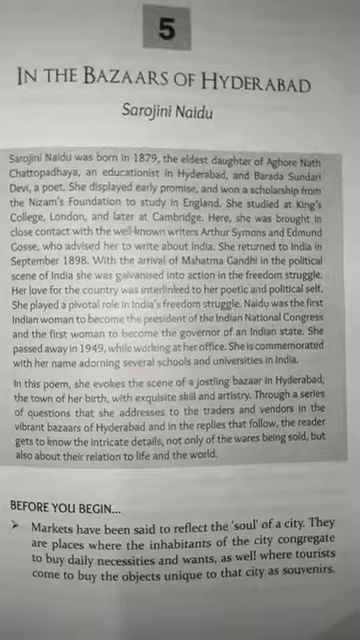 5
IN THE BAZAARS OF HYDERABAD
Sarojini Naidu
Sarojini Naidu was born in 1879, the eldest daughter of Aghore Nath
Chattopadhaya, an educationist in Hyderabad, and Barada Sundari
Devi, a poet. She displayed early promise, and won a scholarship from
the Nizam's Foundation to study in England. She studied at King's
College, London, and later at Cambridge. Here, she was brought in
close contact with the well-known writers Arthur Symons and Edmund
Gosse, who advised her to write about India. She returned to India in
September 1898. With the arrival of Mahatma Gandhi in the political
scene of India she was galvanised into action in the freedom struggle.
Her love for the country was interlinked to her poetic and political self.
She played a pivotal role in India's freedom struggle. Naidu was the first
Indian woman to become the president of the Indian National Congress
and the first woman to become the governor of an Indian state. She
passed away in 1949, while working at her office. She is commemorated
with her name adorning several schools and universities in India.
In this poem, she evokes the scene of a jostling bazaar in Hyderabad,
the town of her birth, with exquisite skill and artistry. Through a series
of questions that she addresses to the traders and vendors in the
vibrant bazaars of Hyderabad and in the replies that follow, the reader
gets to know the intricate details, not only of the wares being sold, but
also about their relation to life and the world.
BEFORE YOU BEGIN...
➤ Markets have been said to reflect the 'soul' of a city. They
are places where the inhabitants of the city congregate
to buy daily necessities and wants, as well where tourists
come to buy the objects unique to that city as souvenirs.